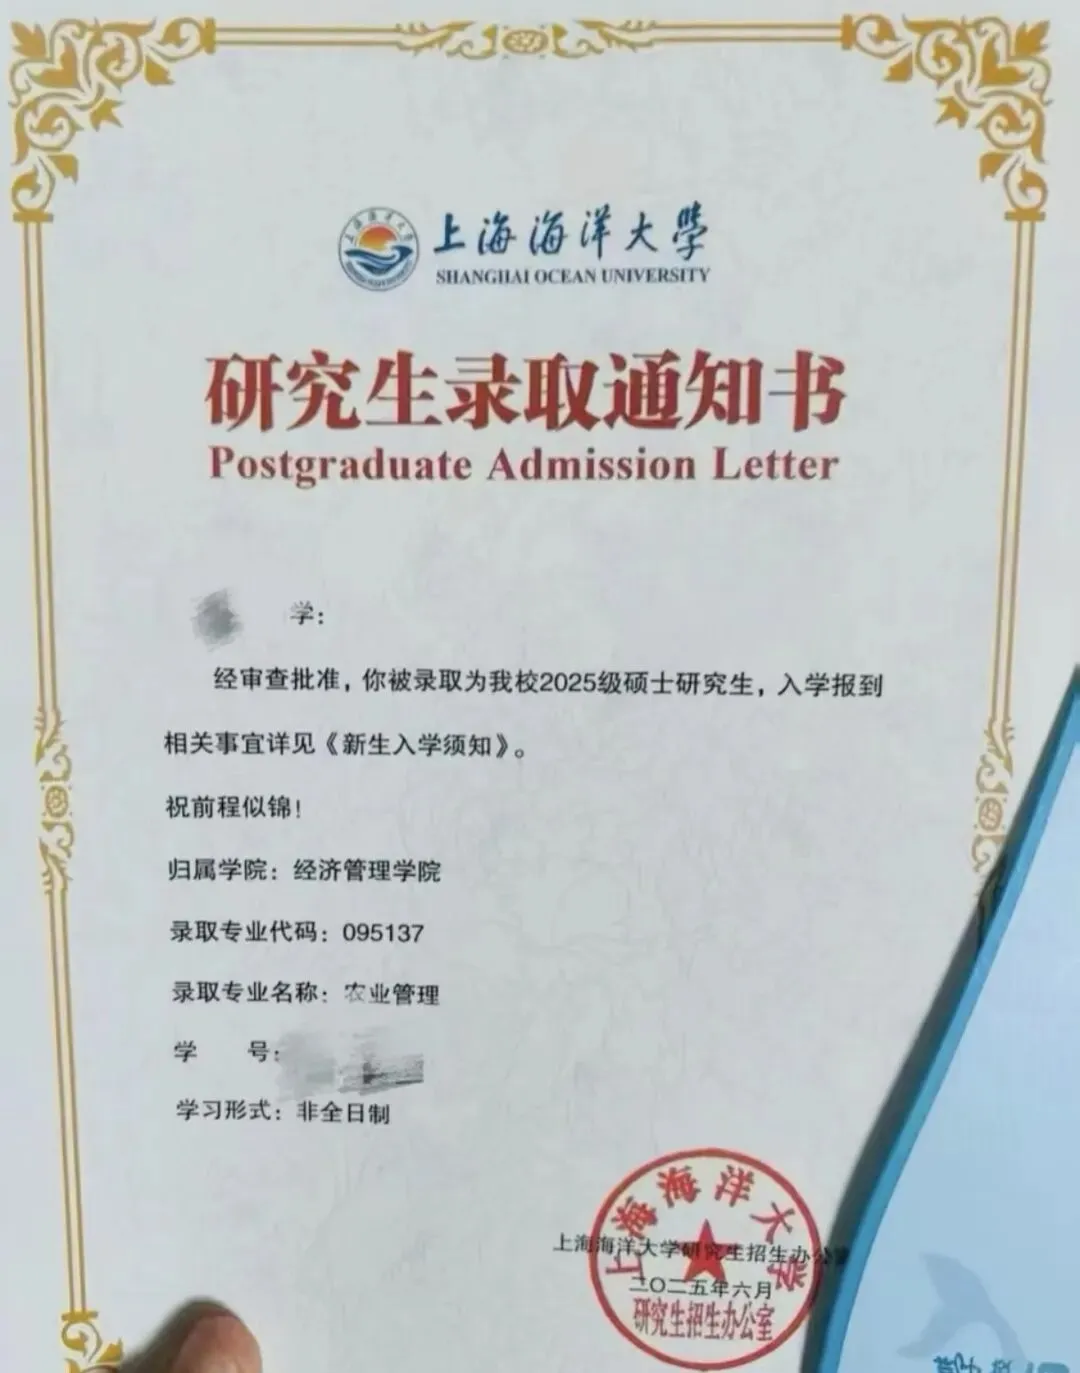 上海海洋大學
SHANGHAI OCEAN UNIVERSITY
研究生录取通知书
Postgraduate Admission Letter
学：
经审查批准，你被录取为我校2025级硕士研究生，入学报到
相关事宜详见《新生入学须知》。
祝前程似锦！
归属学院：经济管理学院
录取专业代码：095137
录取专业名称：农业管理
学 号：
学习形式：非全日制
上海海洋大学
上海海洋大学研究生招生办公室
二〇二五年六月
研究生招生办公室